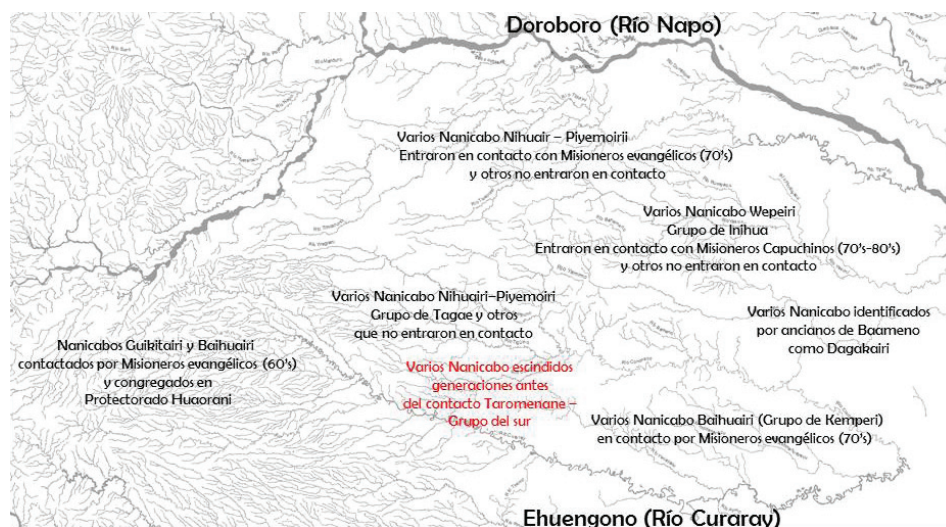 Doroboro (Río Napo)
Varios Nanicabo Nihuair – Piyemoirii
Entraron en contacto con Misioneros evangélicos (70's)
y otros no entraron en contacto
Varios Nanicabo Wepeiri
Grupo de Inihua
Entraron en contacto con Misioneros Capuchinos (70's-80's)
y otros no entraron en contacto
Varios Nanicabo Nihuairi–Piyemoiri
Grupo de Tagae y otros
que no entraron en contacto
Varios Nanicabo identificados
por ancianos de Baameno
como Dagakairi
Nanicabos Guikitairi y Baihuairi
contactados por Misioneros evangélicos (60's)
y congregados en
Protectorado Huaorani
Varios Nanicabo escindidos
generaciones antes
del contacto Taromenane –
Grupo del sur
Varios Nanicabo Baihuairi (Grupo de Kemperi)
en contacto por Misioneros evangélicos (70's)
Ehuengono (Río Curaray)